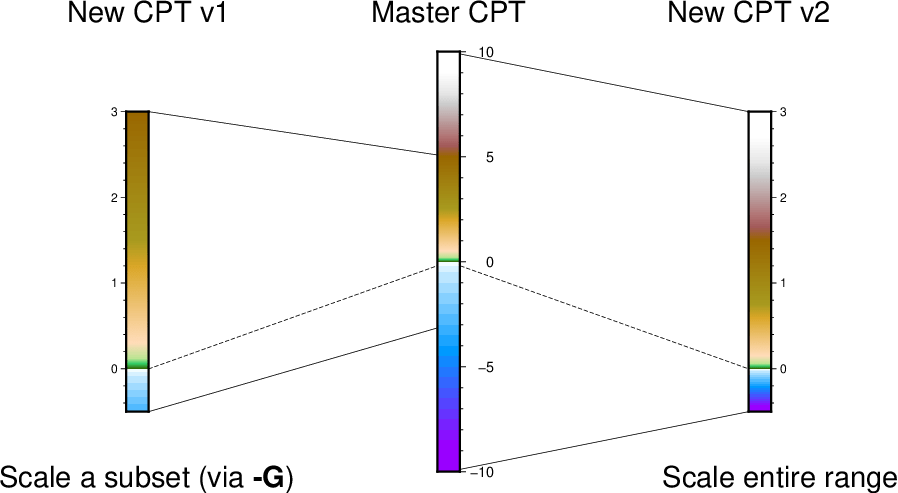 New CPT v1
Master CPT
New CPT v2
10
5
0
−5
−10
3
2
1
0
3
2
1
0
Scale a subset (via -G)
Scale entire range